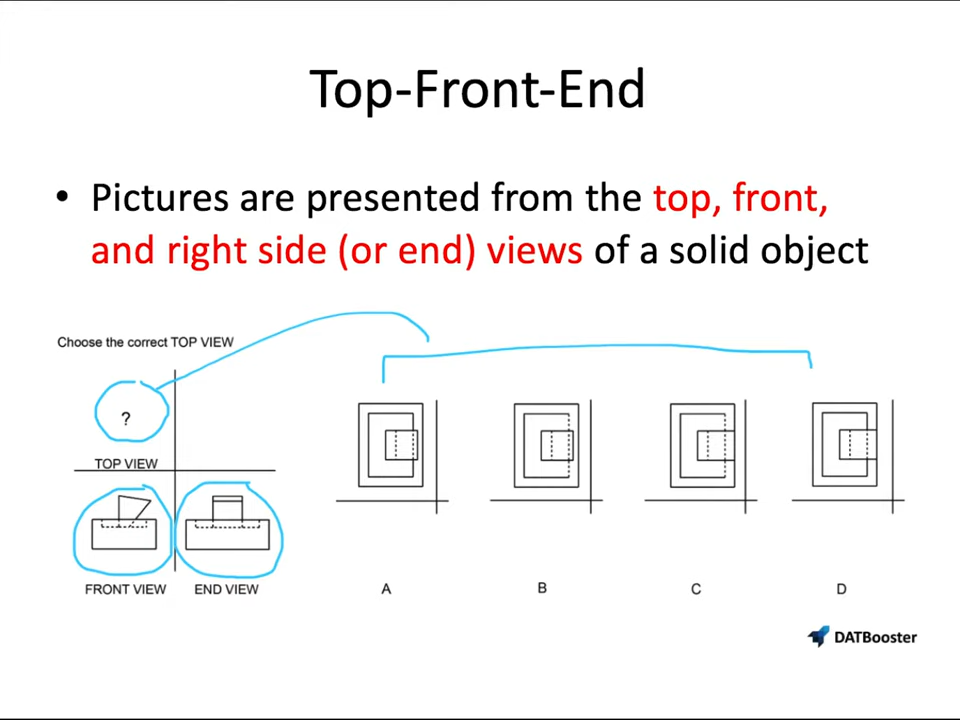 Top-Front-End
• Pictures are presented from the top, front,
and right side (or end) views of a solid object
Choose the correct TOP VIEW
?
TOP VIEW
FRONT VIEW
END VIEW
A
B
C
D
DATBooster